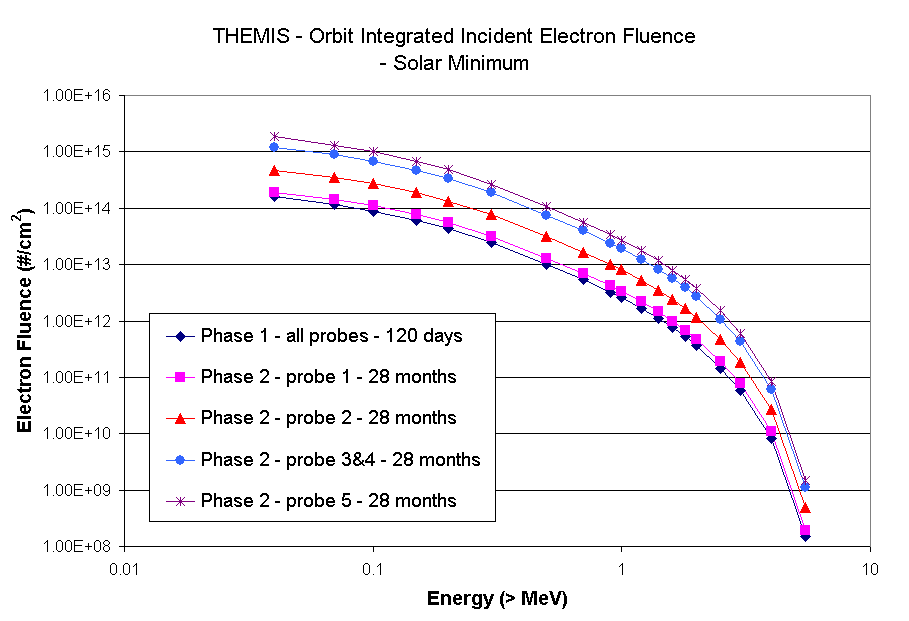 THEMIS - Orbit Integrated Incident Electron Fluence
- Solar Minimum
1.00E+16
1.00E+15
1.00E+14
1.00E+13
1.00E+12
1.00E+11
1.00E+10
1.00E+09
1.00E+08
Electron Fluence (#/cm²)
Phase 1 - all probes - 120 days
Phase 2 - probe 1 - 28 months
Phase 2 - probe 2 - 28 months
Phase 2 - probe 3&4 - 28 months
Phase 2 - probe 5 - 28 months
0.01 0.1 1 10
Energy (> MeV)